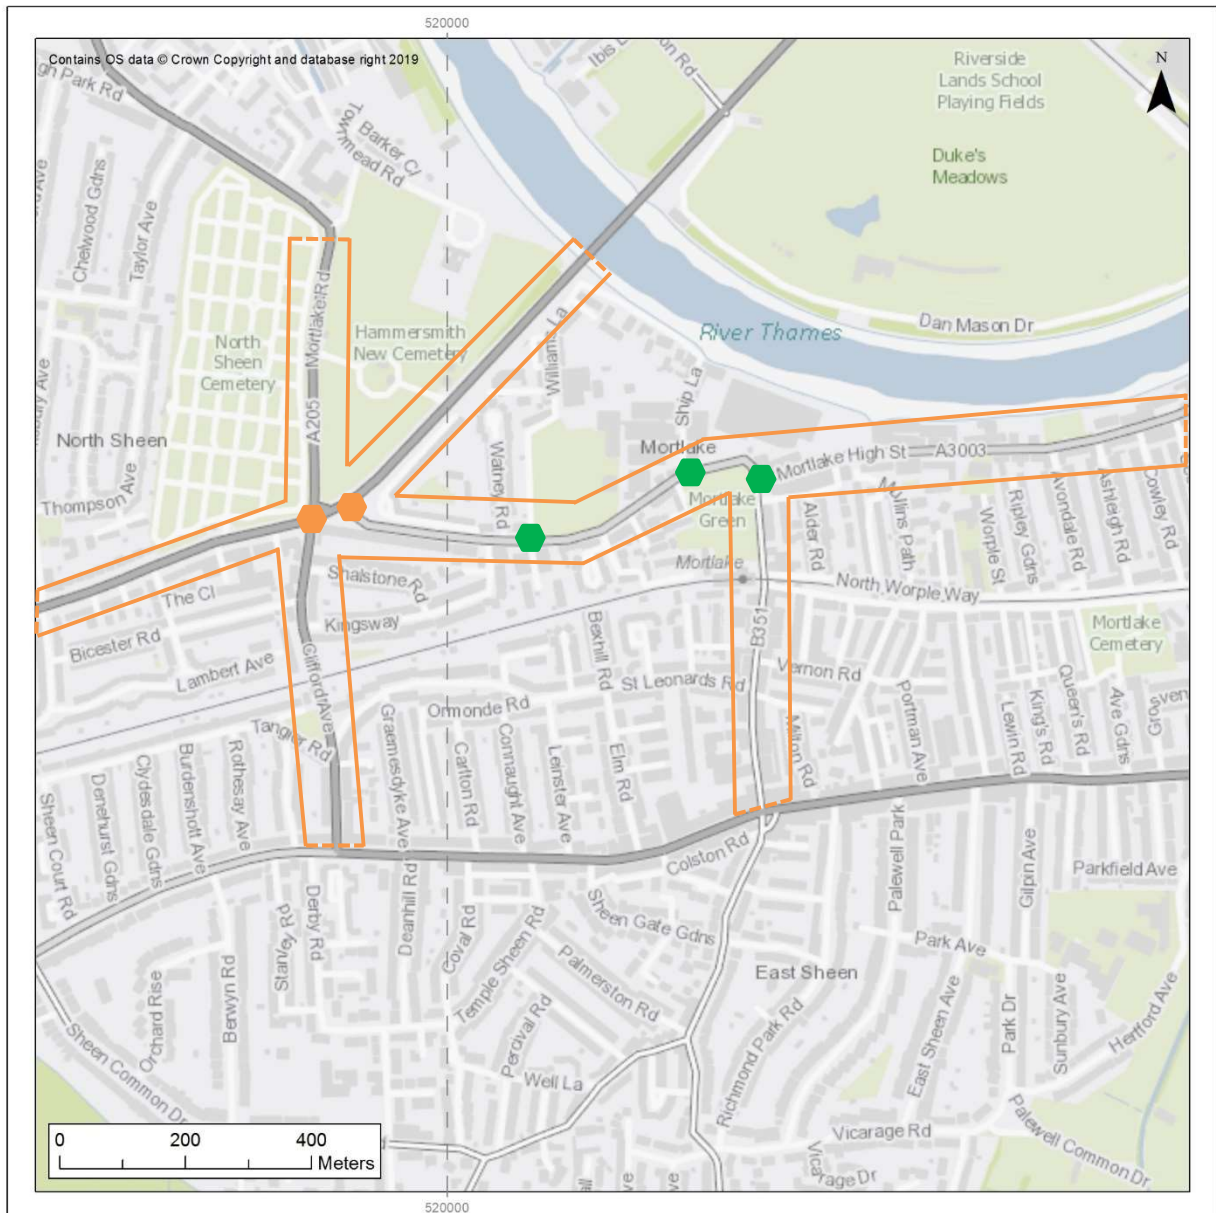 520000
Contains OS data © Crown Copyright and database right 2019
N
gh Park Rd
Riverside
Lands School
Playing Fields
Duke's
Meadows
Barker Cl
Townmead Rd
Chelwood Gdns
Taylor Ave
Mortlake Rd
A205
North
Sheen
Cemetery
Hammersmith
New Cemetery
Williams La
River Thames
Dan Mason Dr
Ship La
North Sheen
Thompson Ave
Watney Rd
Mortlake
Mortlake High St
A3003
Mortlake
Green
Alder Rd
Mullins Path
Worple St
Ripley Gdns
Avondale Rd
Ashleigh Rd
Cowley Rd
Shalstone Rd
Mortlake
North Worple Way
The Cl
Kingsway
Bicester Rd
Lambert Ave
Clifford Ave
Bexhill Rd
B351
Mortlake
Cemetery
Vernon Rd
St Leonards Rd
Ormonde Rd
Tangier Rd
Graemesdyke Ave
Carlton Rd
Connaught Ave
Leinster Ave
Elm Rd
Milton Rd
Portman Ave
Lewin Rd
King's Rd
Queen's Rd
Ave Gdns
Sheen Court Rd
Denehurst Gdns
Clydesdale Gdns
Burdenshott Ave
Rothesay Ave
Colston Rd
Palewell Park
Gilpin Ave
Parkfield Ave
Stanley Rd
Derby Rd
Deanhill Rd
Coval Rd
Temple Sheen Rd
Sheen Gate Gdns
Palmerston Rd
Park Ave
East Sheen
Orchard Rise
Berwyn Rd
Percival Rd
Well La
Richmond Park Rd
East Sheen Ave
Park Dr
Sunbury Ave
Hertford Ave
Sheen Common Dr
Vicarage Rd
Vicarage Dr
Palewell Common Dr
0 200 400
Meters
520000